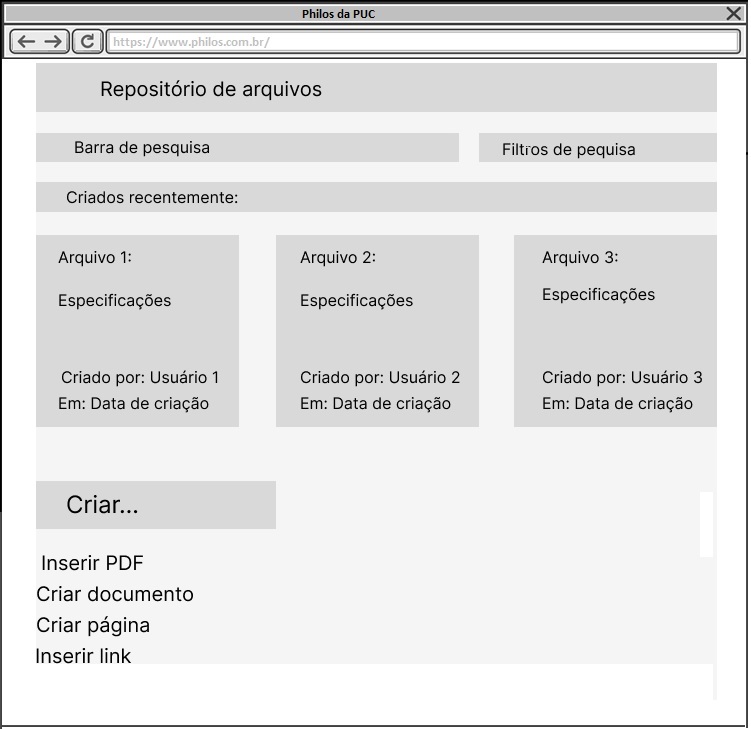 Philos da PUC
https://www.philos.com.br/
Repositório de arquivos
Barra de pesquisa
Filtros de pequisa
Criados recentemente:
Arquivo 1:
Especificações
Criado por: Usuário 1
Em: Data de criação
Arquivo 2:
Especificações
Criado por: Usuário 2
Em: Data de criação
Arquivo 3:
Especificações
Criado por: Usuário 3
Em: Data de criação
Criar...
Inserir PDF
Criar documento
Criar página
Inserir link